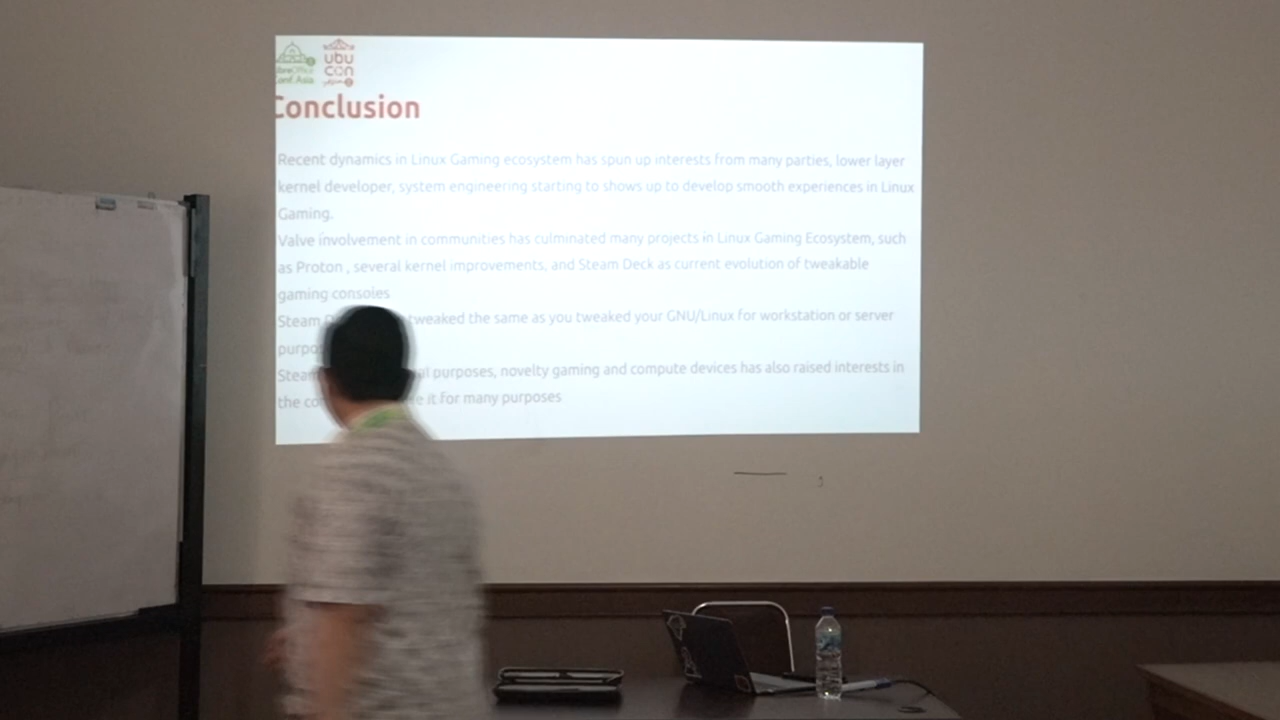 ubu
con
Conf Asia
Conclusion
Recent dynamics in Linux Gaming ecosystem has spun up interests from many parties, lower layer
kernel developer, system engineering starting to shows up to develop smooth experiences in Linux
Gaming.
Valve involvement in communities has culminated many projects in Linux Gaming Ecosystem, such
as Proton , several kernel improvements, and Steam Deck as current evolution of tweakable
gaming consoles
Steam tweaked the same as you tweaked your GNU/Linux for workstation or server
Steam purposes, novelty gaming and compute devices has also raised interests in
the it for many purposes